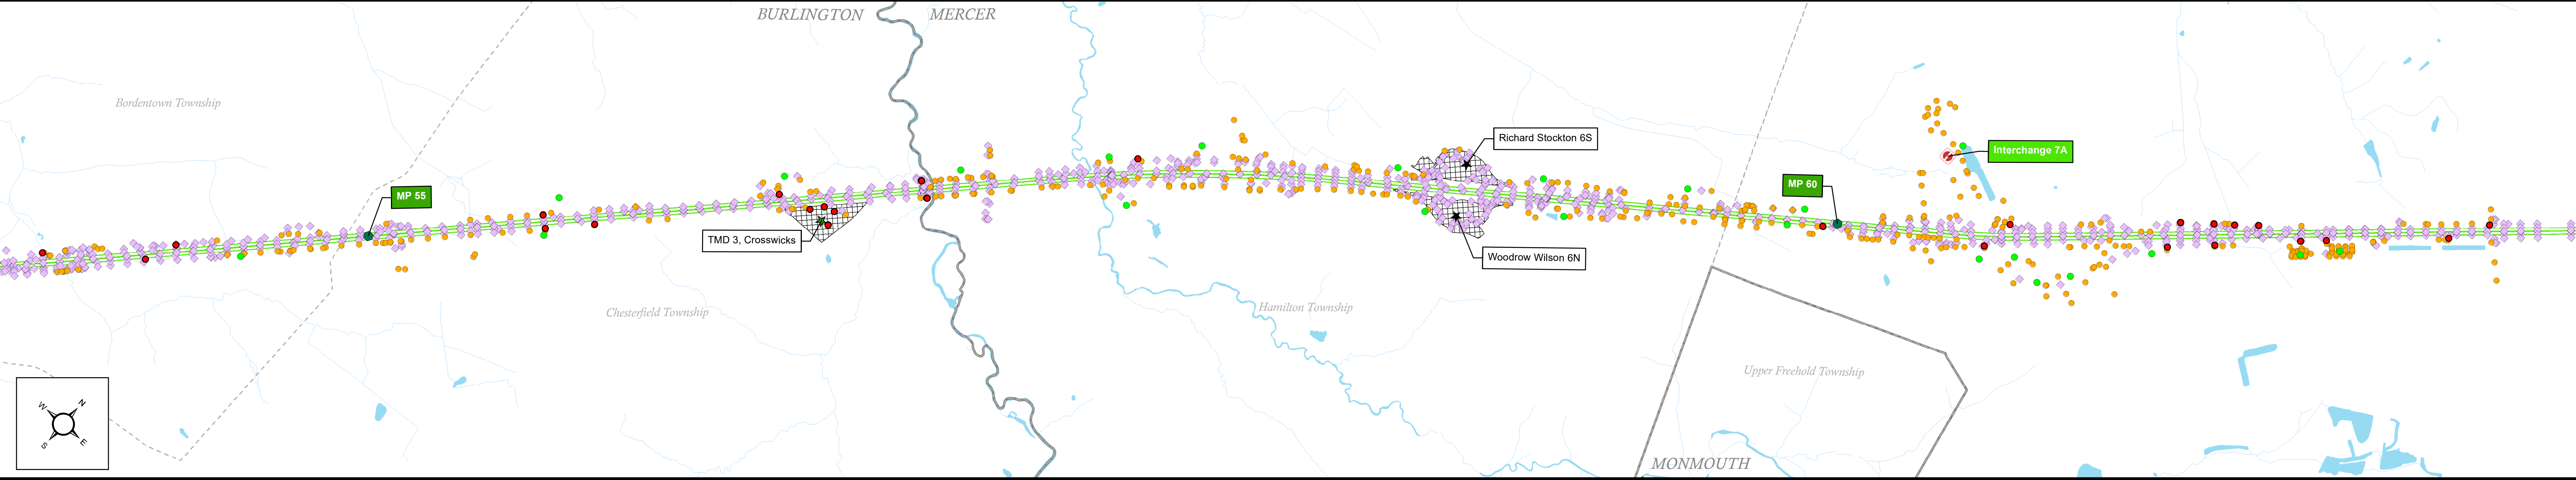 BURLINGTON
MERCER
Bordentown Township
Richard Stockton 6S
Interchange 7A
MP 60
MP 55
TMD 3, Crosswicks
Woodrow Wilson 6N
Hamilton Township
Chesterfield Township
Upper Freehold Township
W
N
S
E
MONMOUTH